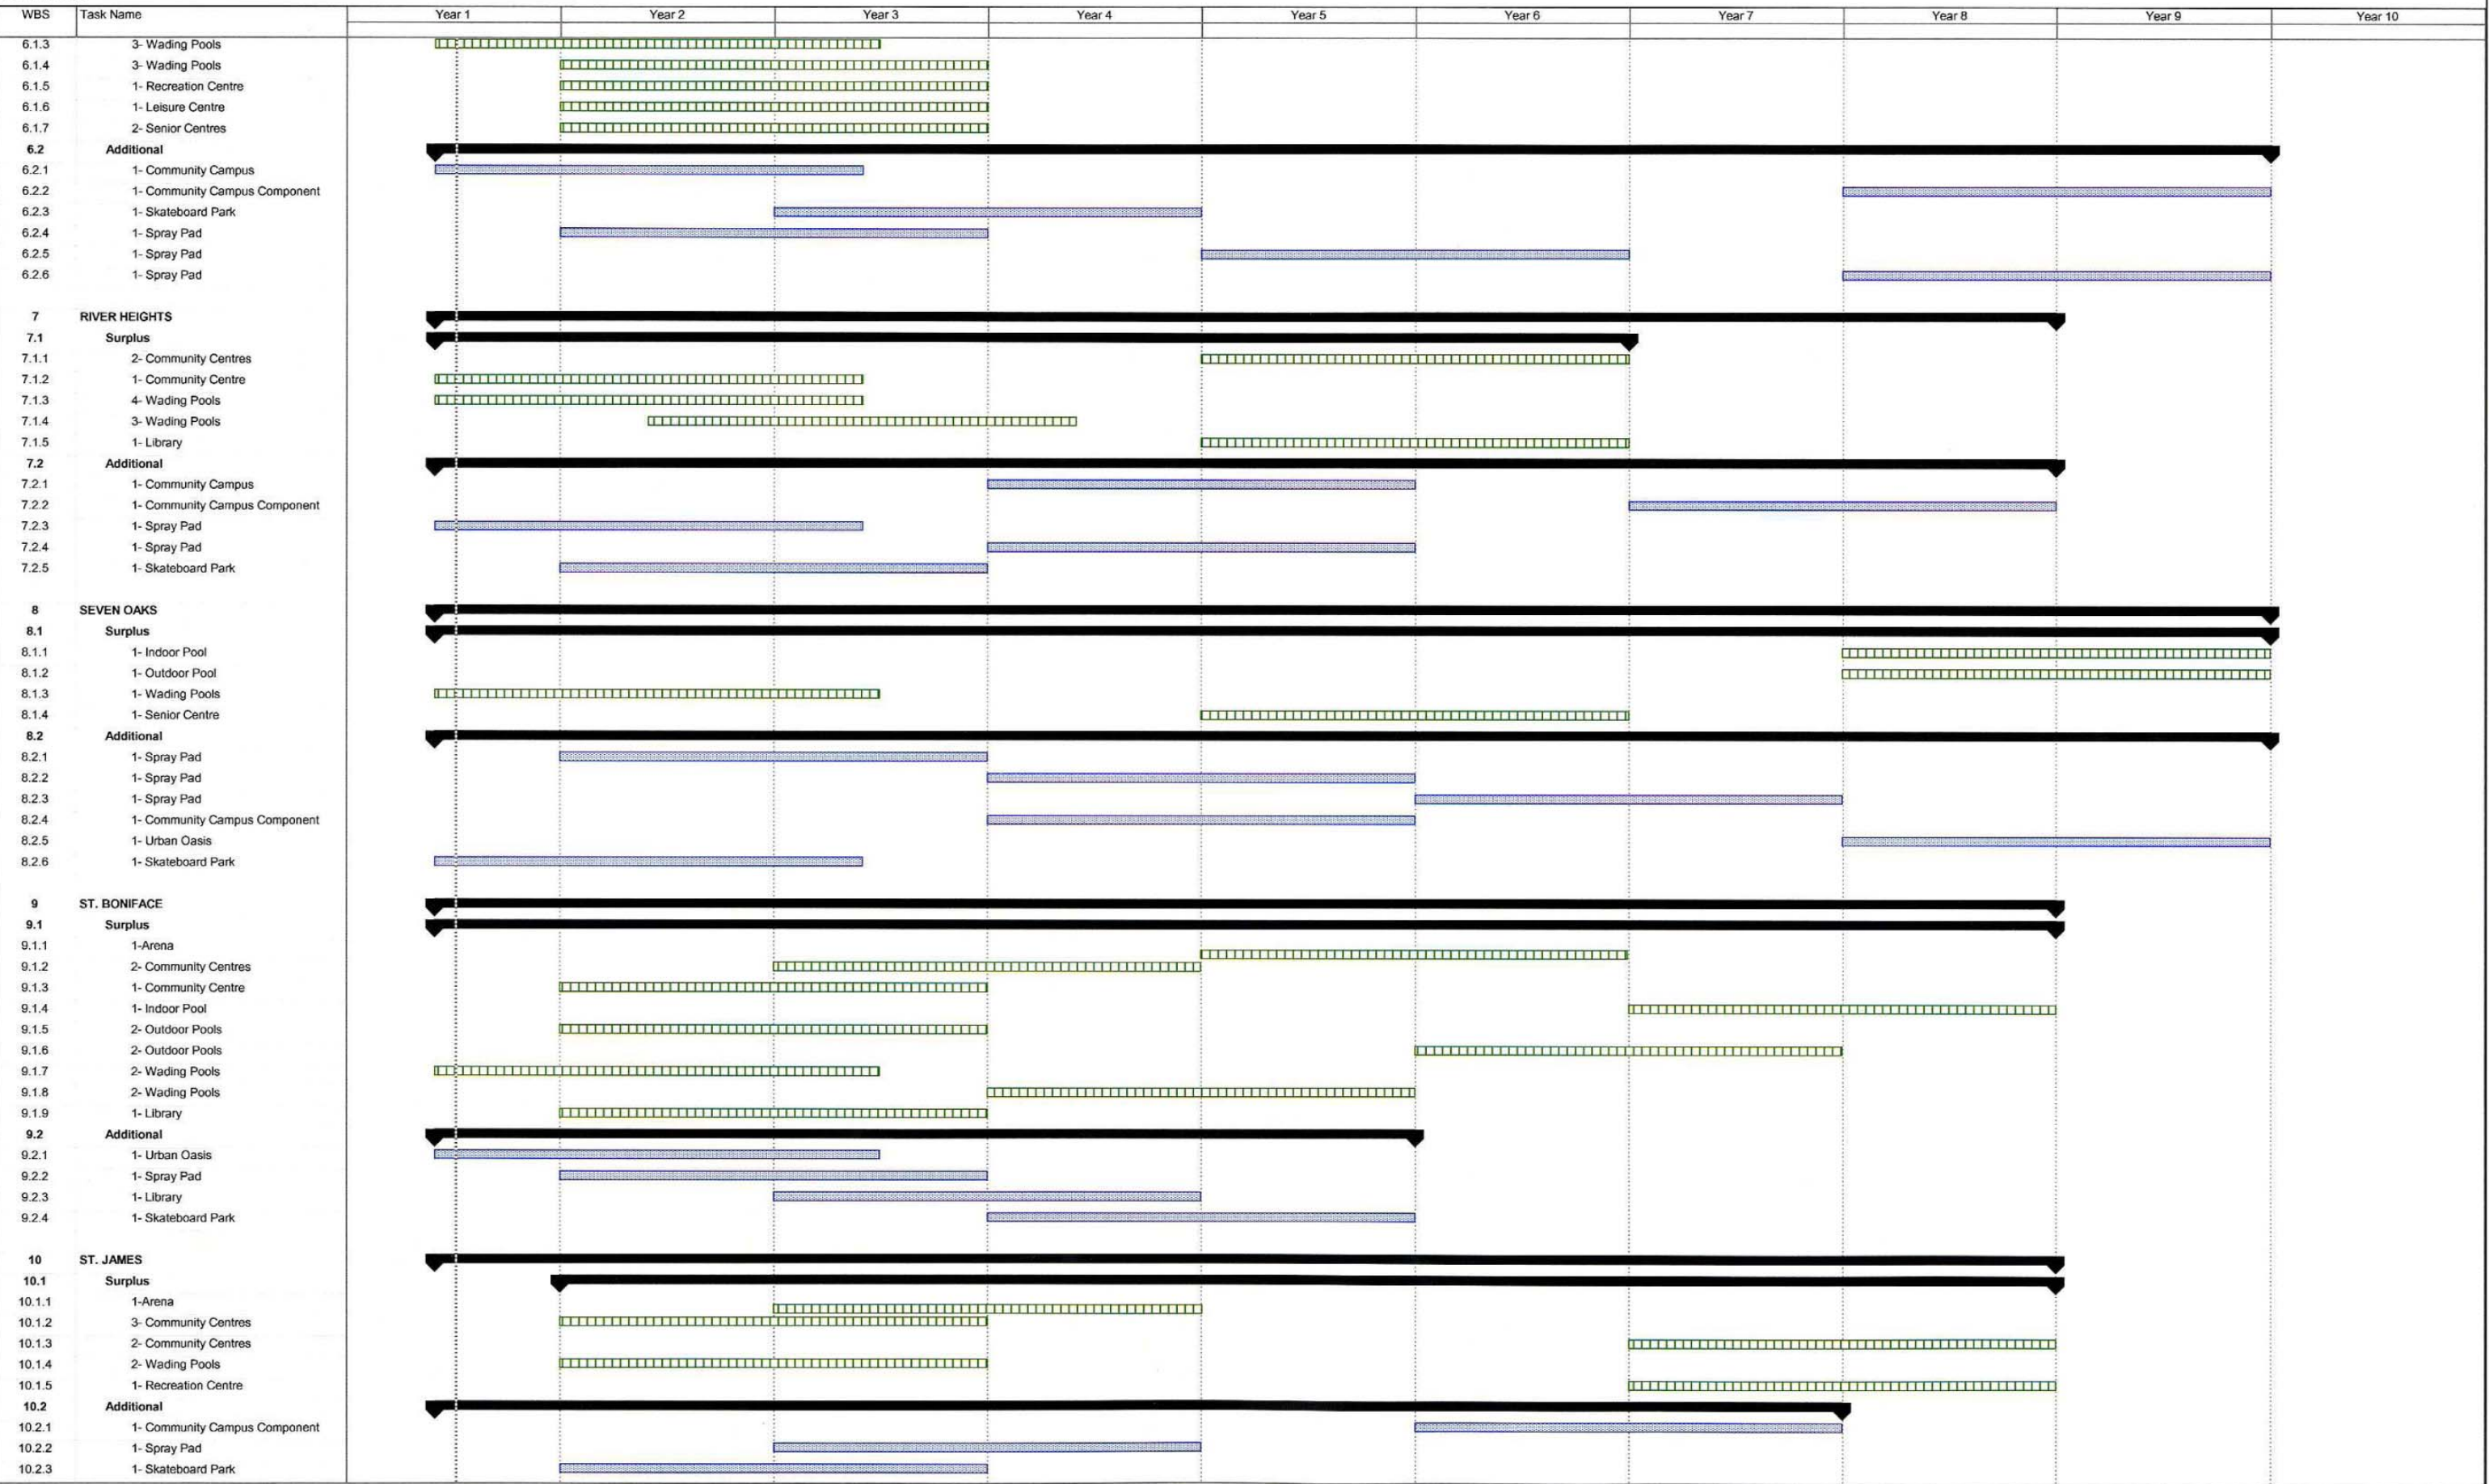 WBS Task Name Year 1 Year 2 Year 3 Year 4 Year 5 Year 6 Year 7 Year 8 Year 9 Year 10
6.1.3 3- Wading Pools
6.1.4 3- Wading Pools
6.1.5 1- Recreation Centre
6.1.6 1- Leisure Centre
6.1.7 2- Senior Centres
6.2 Additional
6.2.1 1- Community Campus
6.2.2 1- Community Campus Component
6.2.3 1- Skateboard Park
6.2.4 1- Spray Pad
6.2.5 1- Spray Pad
6.2.6 1- Spray Pad
7 RIVER HEIGHTS
7.1 Surplus
7.1.1 2- Community Centres
7.1.2 1- Community Centre
7.1.3 4- Wading Pools
7.1.4 3- Wading Pools
7.1.5 1- Library
7.2 Additional
7.2.1 1- Community Campus
7.2.2 1- Community Campus Component
7.2.3 1- Spray Pad
7.2.4 1- Spray Pad
7.2.5 1- Skateboard Park
8 SEVEN OAKS
8.1 Surplus
8.1.1 1- Indoor Pool
8.1.2 1- Outdoor Pool
8.1.3 1- Wading Pools
8.1.4 1- Senior Centre
8.2 Additional
8.2.1 1- Spray Pad
8.2.2 1- Spray Pad
8.2.3 1- Spray Pad
8.2.4 1- Community Campus Component
8.2.5 1- Urban Oasis
8.2.6 1- Skateboard Park
9 ST. BONIFACE
9.1 Surplus
9.1.1 1-Arena
9.1.2 2- Community Centres
9.1.3 1- Community Centre
9.1.4 1- Indoor Pool
9.1.5 2- Outdoor Pools
9.1.6 2- Outdoor Pools
9.1.7 2- Wading Pools
9.1.8 2- Wading Pools
9.1.9 1- Library
9.2 Additional
9.2.1 1- Urban Oasis
9.2.2 1- Spray Pad
9.2.3 1- Library
9.2.4 1- Skateboard Park
10 ST. JAMES
10.1 Surplus
10.1.1 1-Arena
10.1.2 3- Community Centres
10.1.3 2- Community Centres
10.1.4 2- Wading Pools
10.1.5 1- Recreation Centre
10.2 Additional
10.2.1 1- Community Campus Component
10.2.2 1- Spray Pad
10.2.3 1- Skateboard Park